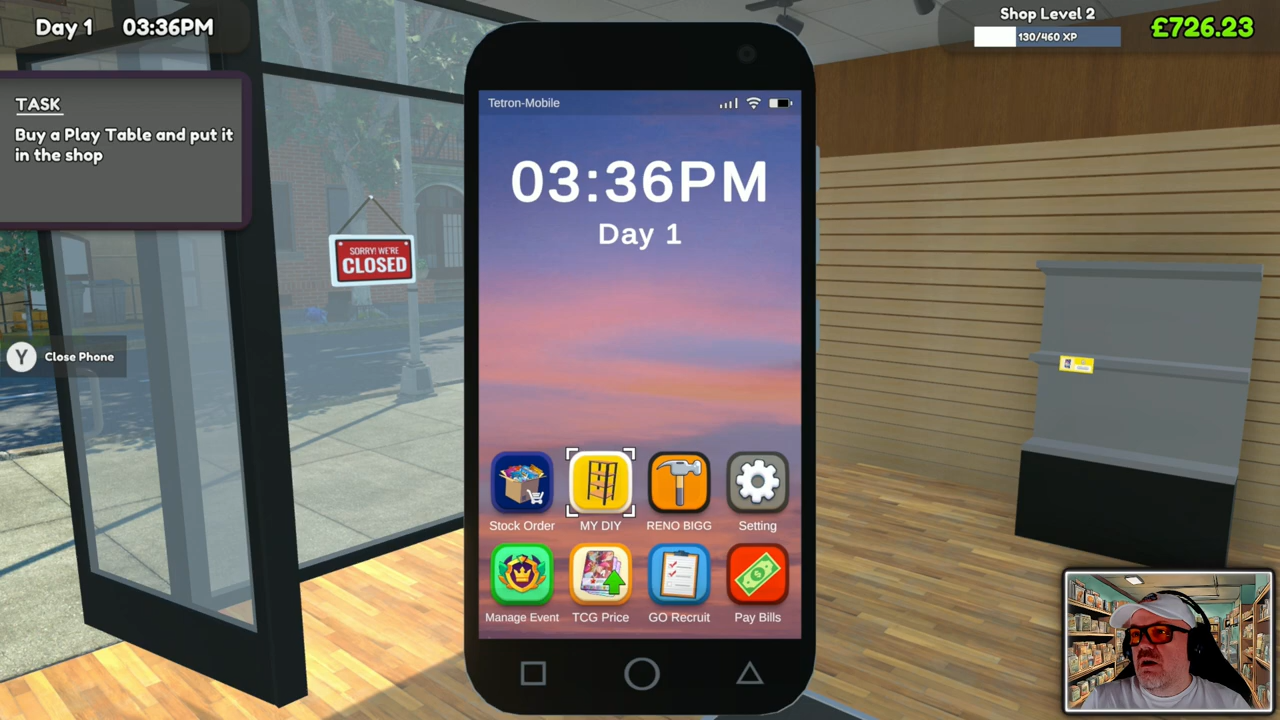 Day 1 03:36PM
Shop Level 2
130/460 XP
£726.23
TASK
Buy a Play Table and put it
in the shop
Tetron-Mobile
03:36PM
Day 1
SORRY! WE'RE
CLOSED
Y Close Phone
Stock Order
MY DIY
RENO BIGG
Setting
Manage Event
TCG Price
GO Recruit
Pay Bills